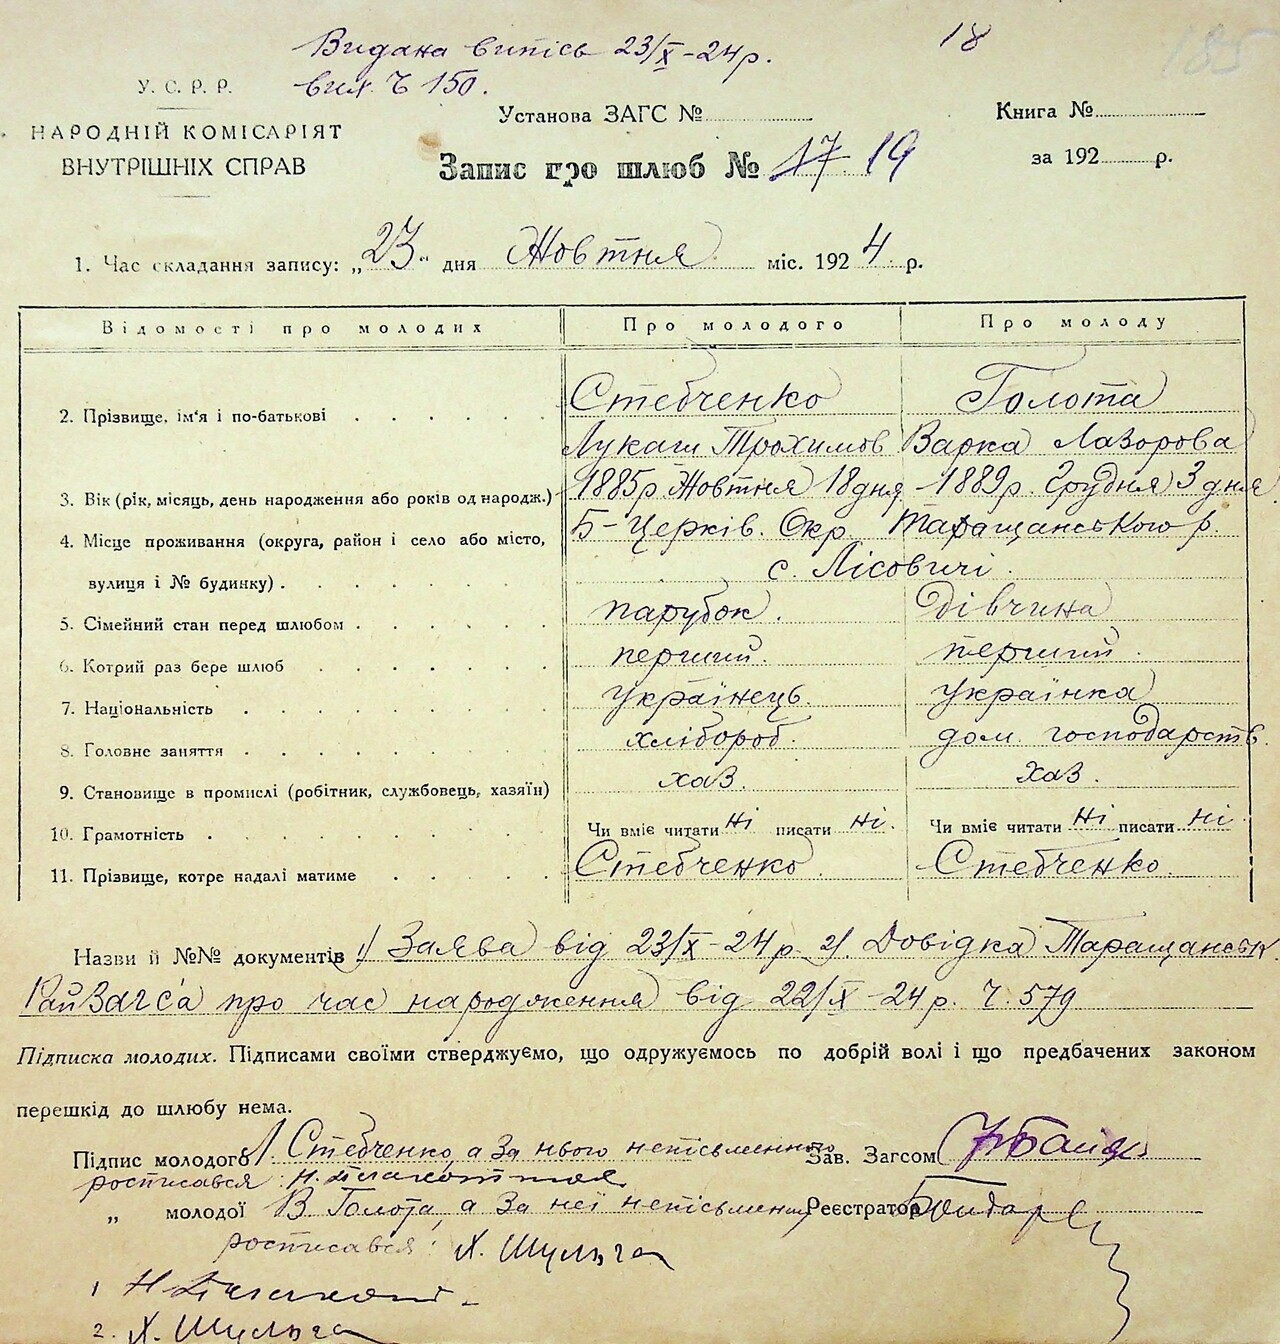 Видана випісь 23/X-24р.
вих. Ч 150.
18
185
У. С. Р. Р.
НАРОДНІЙ КОМІСАРІЯТ
ВНУТРІШНІХ СПРАВ
Установа ЗАГС №
Книга №
за 192 р.
Запис про шлюб № 17. 19
1. Час складання запису: „23" дня Жовтня міс. 1924 р.
Відомості про молодих Про молодого Про молоду
2. Прізвище, ім'я і по-батькові Стебченко Голота
Лукаш Трохимов Варка Лазорова
3. Вік (рік, місяць, день народження або років од народж.) 1885р Жовтня 18 дня 1889р. Грудня 3 дня
4. Місце проживання (округа, район і село або місто, Б-Церків. Окр. Таращанського р.
вулиця і № будинку) с. Лісовичі.
5. Сімейний стан перед шлюбом парубок. Дівчина
6. Котрий раз бере шлюб перший. перший.
7. Національність українець. українка
8. Головне заняття хлібороб. дом. господарств.
9. Становище в промислі (робітник, службовець, хазяїн) хаз. хаз.
10. Грамотність Чи вміє читати ні писати ні. Чи вміє читати ні писати ні.
11. Прізвище, котре надалі матиме Стебченко. Стебченко.
Назви й №№ документів 1/ Заява від 23/X-24р 2/. Довідка Таращанськ.
РайЗагс'а про час народження від 22/X-24р. Ч. 579
Підписка молодих. Підписами своїми стверджуємо, що одружуємось по добрій волі і що предбачених законом
перешкід до шлюбу нема.
Підпис молодого Л. Стебченко, а за нього неписьменного Зав. Загсом
росписався:
„ молодої В Голота, а за неї неписьменну Реєстратор Бондар
росписався: Х. Шульга
1
2. Х. Шульга